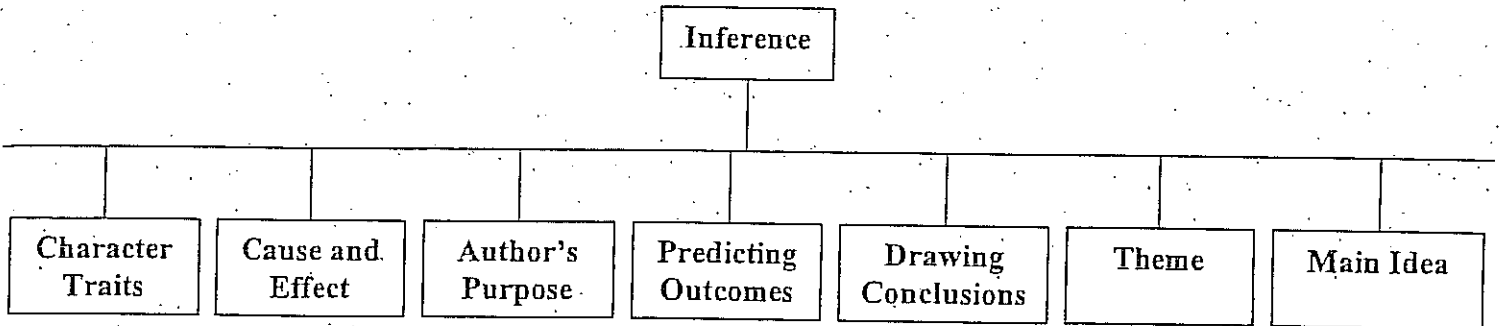 Inference
Character
Traits
Cause and
Effect
Author's
Purpose
Predicting
Outcomes
Drawing
Conclusions
Theme
Main Idea